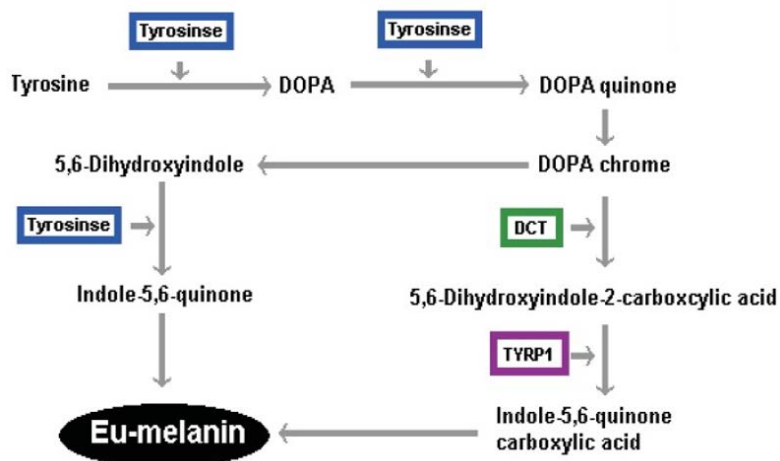 Tyrosinse
Tyrosinse
Tyrosine
DOPA
DOPA quinone
5,6-Dihydroxyindole
DOPA chrome
Tyrosinse
DCT
Indole-5,6-quinone
5,6-Dihydroxyindole-2-carboxcylic acid
TYRP1
Eu-melanin
Indole-5,6-quinone
carboxylic acid